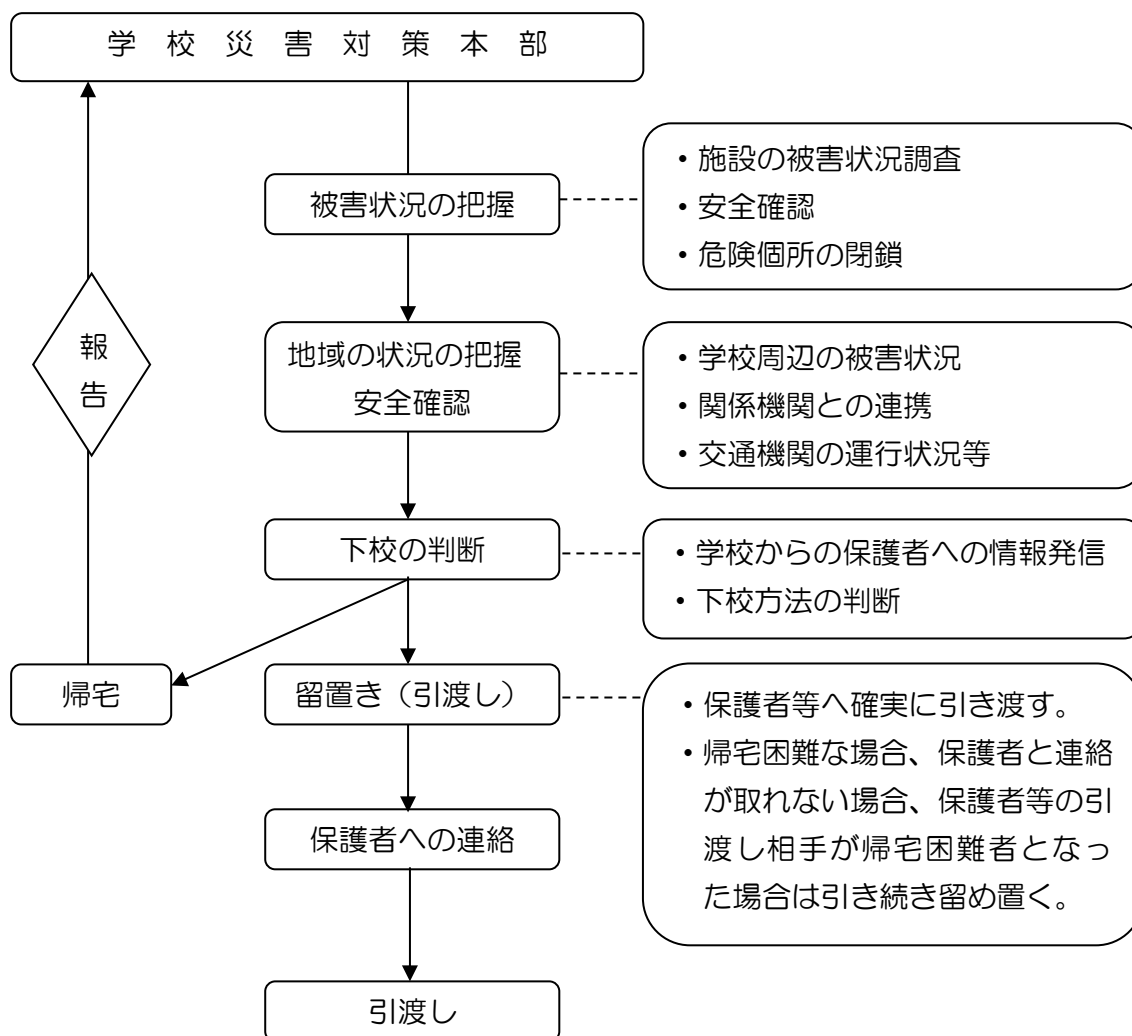 学校災害対策本部
被害状況の把握
・施設の被害状況調査
・安全確認
・危険個所の閉鎖
報
告
地域の状況の把握
安全確認
・学校周辺の被害状況
・関係機関との連携
・交通機関の運行状況等
下校の判断
・学校からの保護者への情報発信
・下校方法の判断
帰宅
留置き（引渡し）
・保護者等へ確実に引き渡す。
・帰宅困難な場合、保護者と連絡
が取れない場合、保護者等の引
渡し相手が帰宅困難者となっ
た場合は引き続き留め置く。
保護者への連絡
引渡し